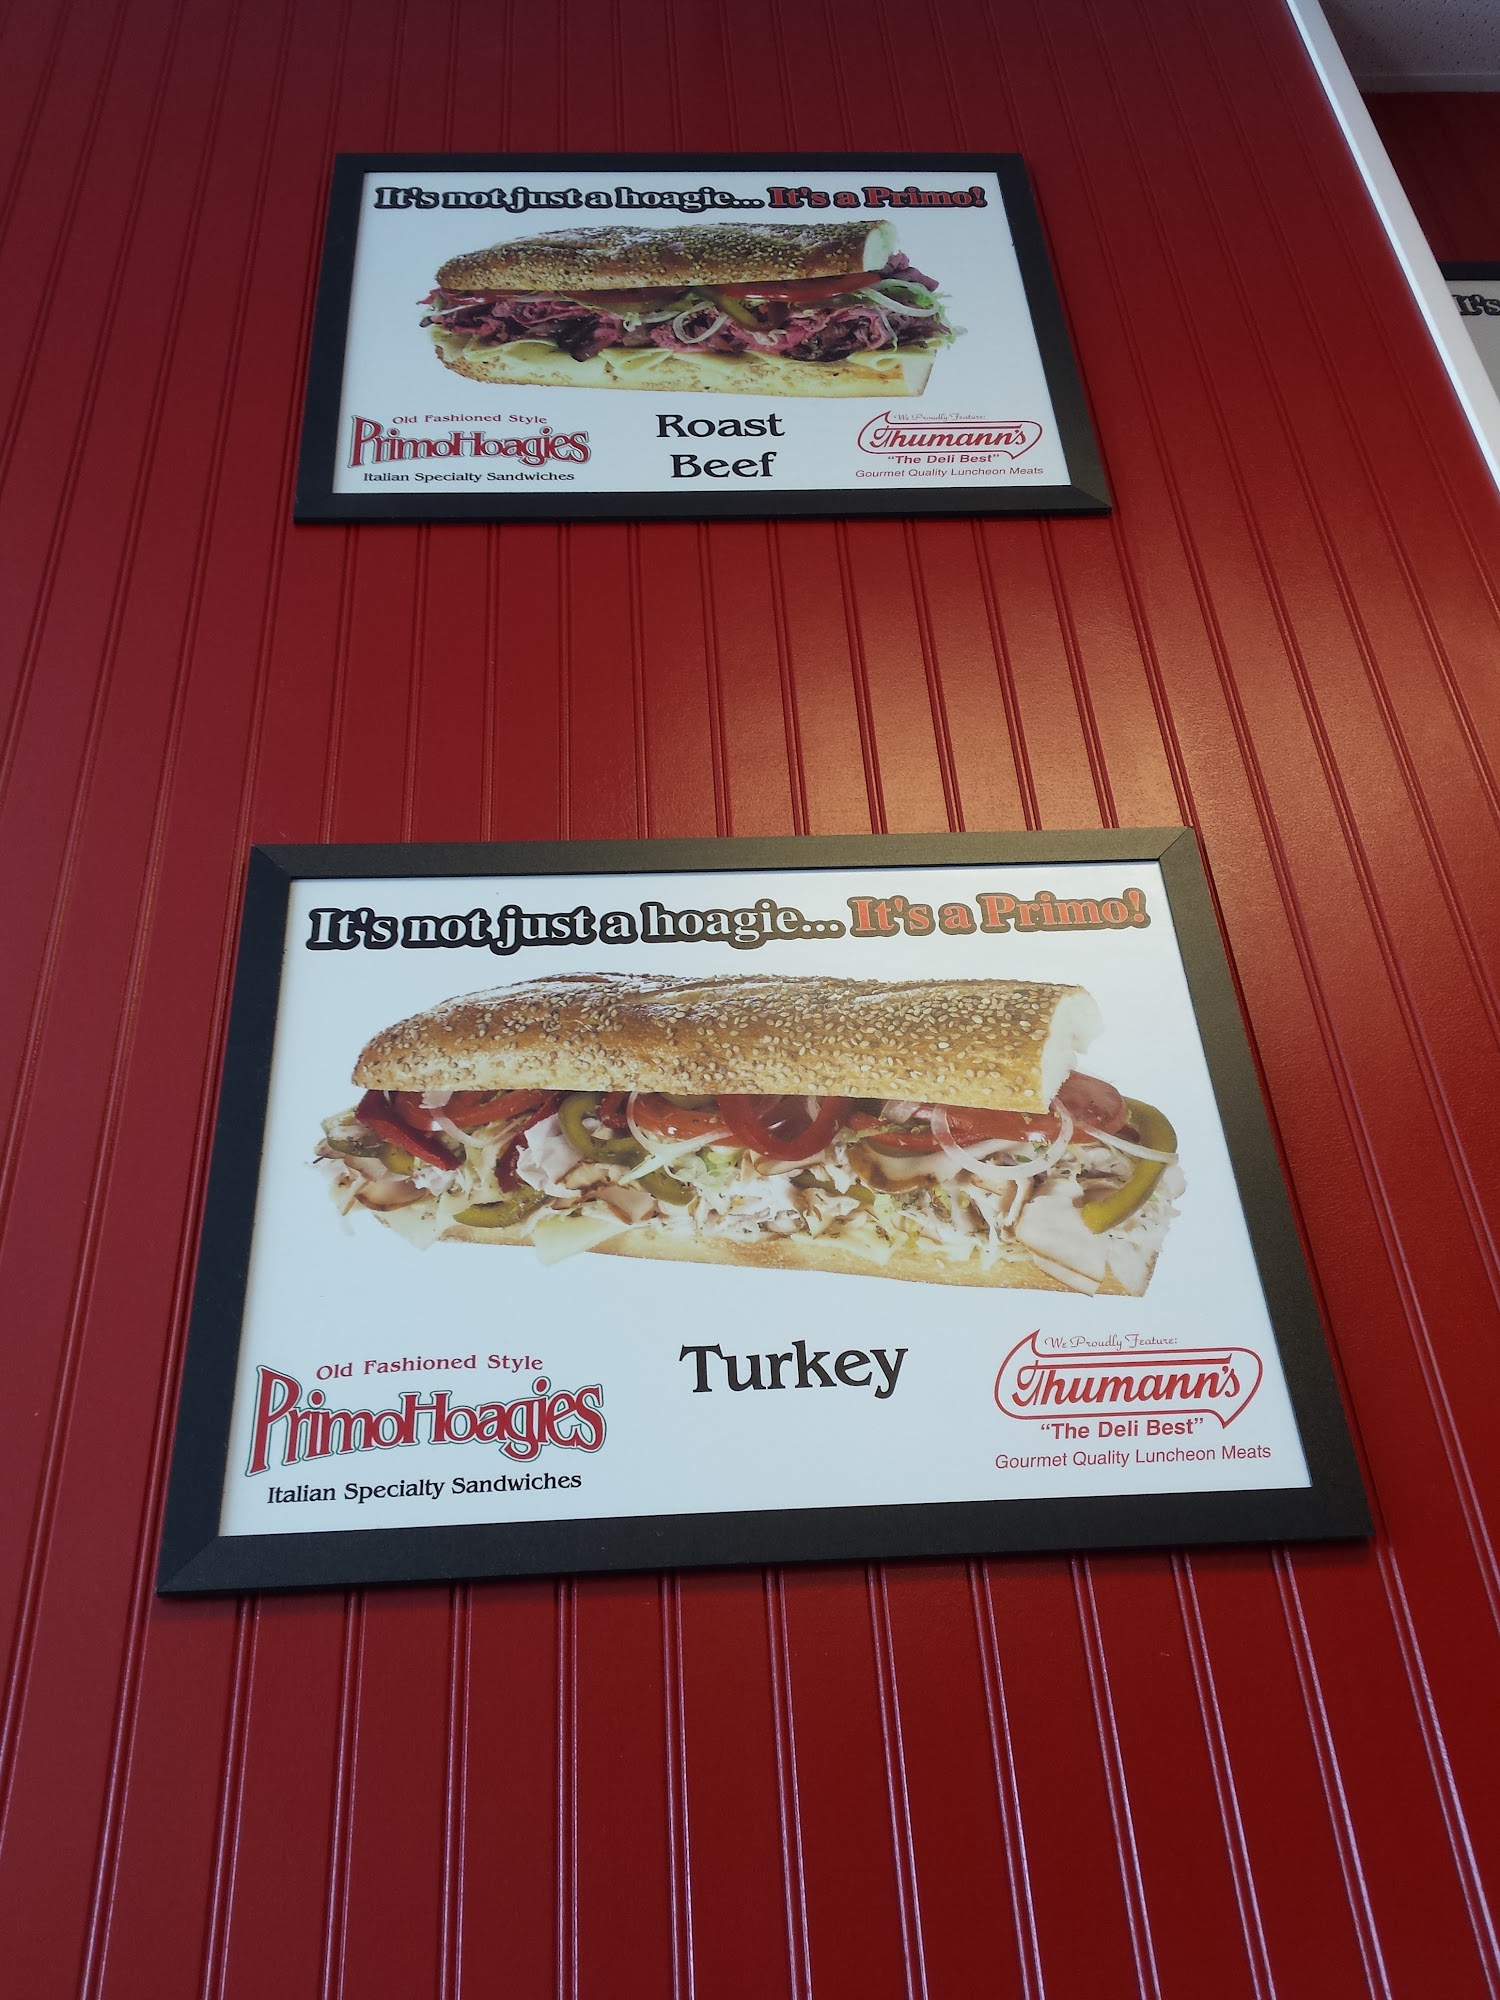 It's not just a hoagie... It's a Primo!
Old Fashioned Style
PrimoHoagies
Italian Specialty Sandwiches
Roast
Beef
We Proudly Feature:
Thumann's
"The Deli Best"
Gourmet Quality Luncheon Meats
It's
It's not just a hoagie... It's a Primo!
Old Fashioned Style
PrimoHoagies
Italian Specialty Sandwiches
Turkey
We Proudly Feature:
Thumann's
"The Deli Best"
Gourmet Quality Luncheon Meats